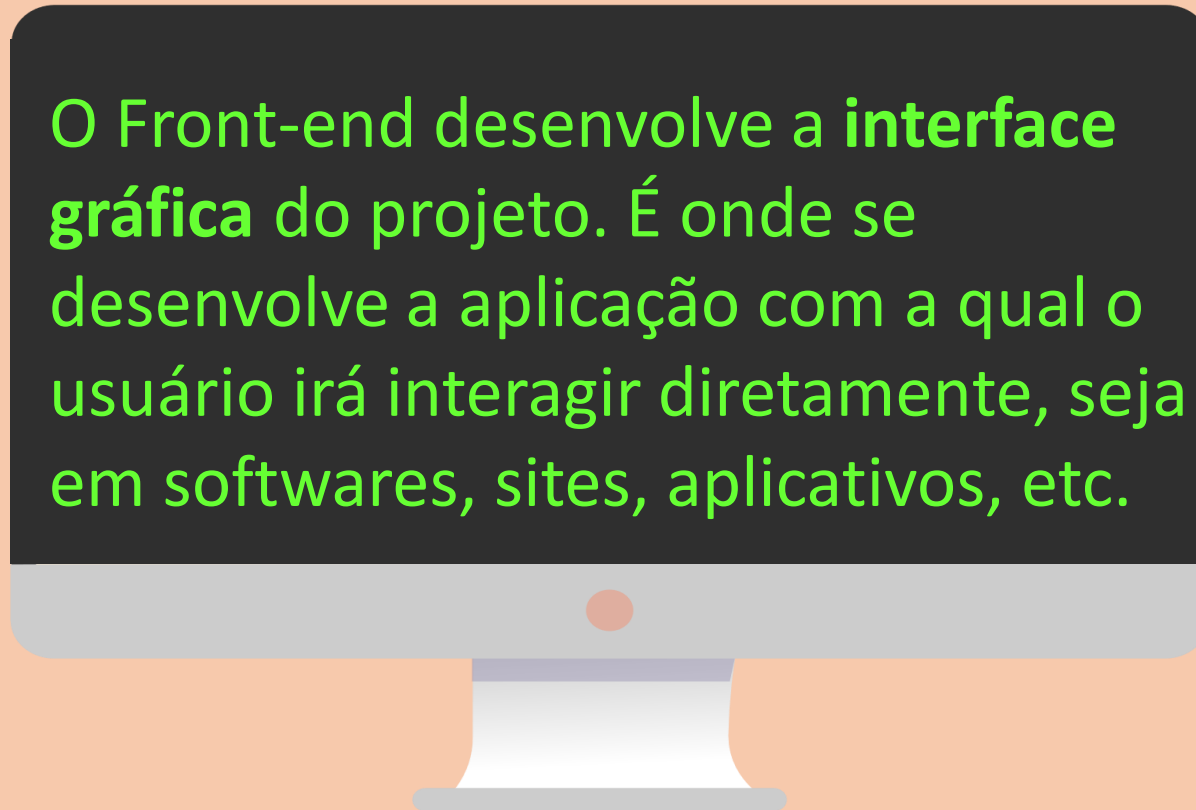 O Front-end desenvolve a interface
gráfica do projeto. É onde se
desenvolve a aplicação com a qual o
usuário irá interagir diretamente, seja
em softwares, sites, aplicativos, etc.